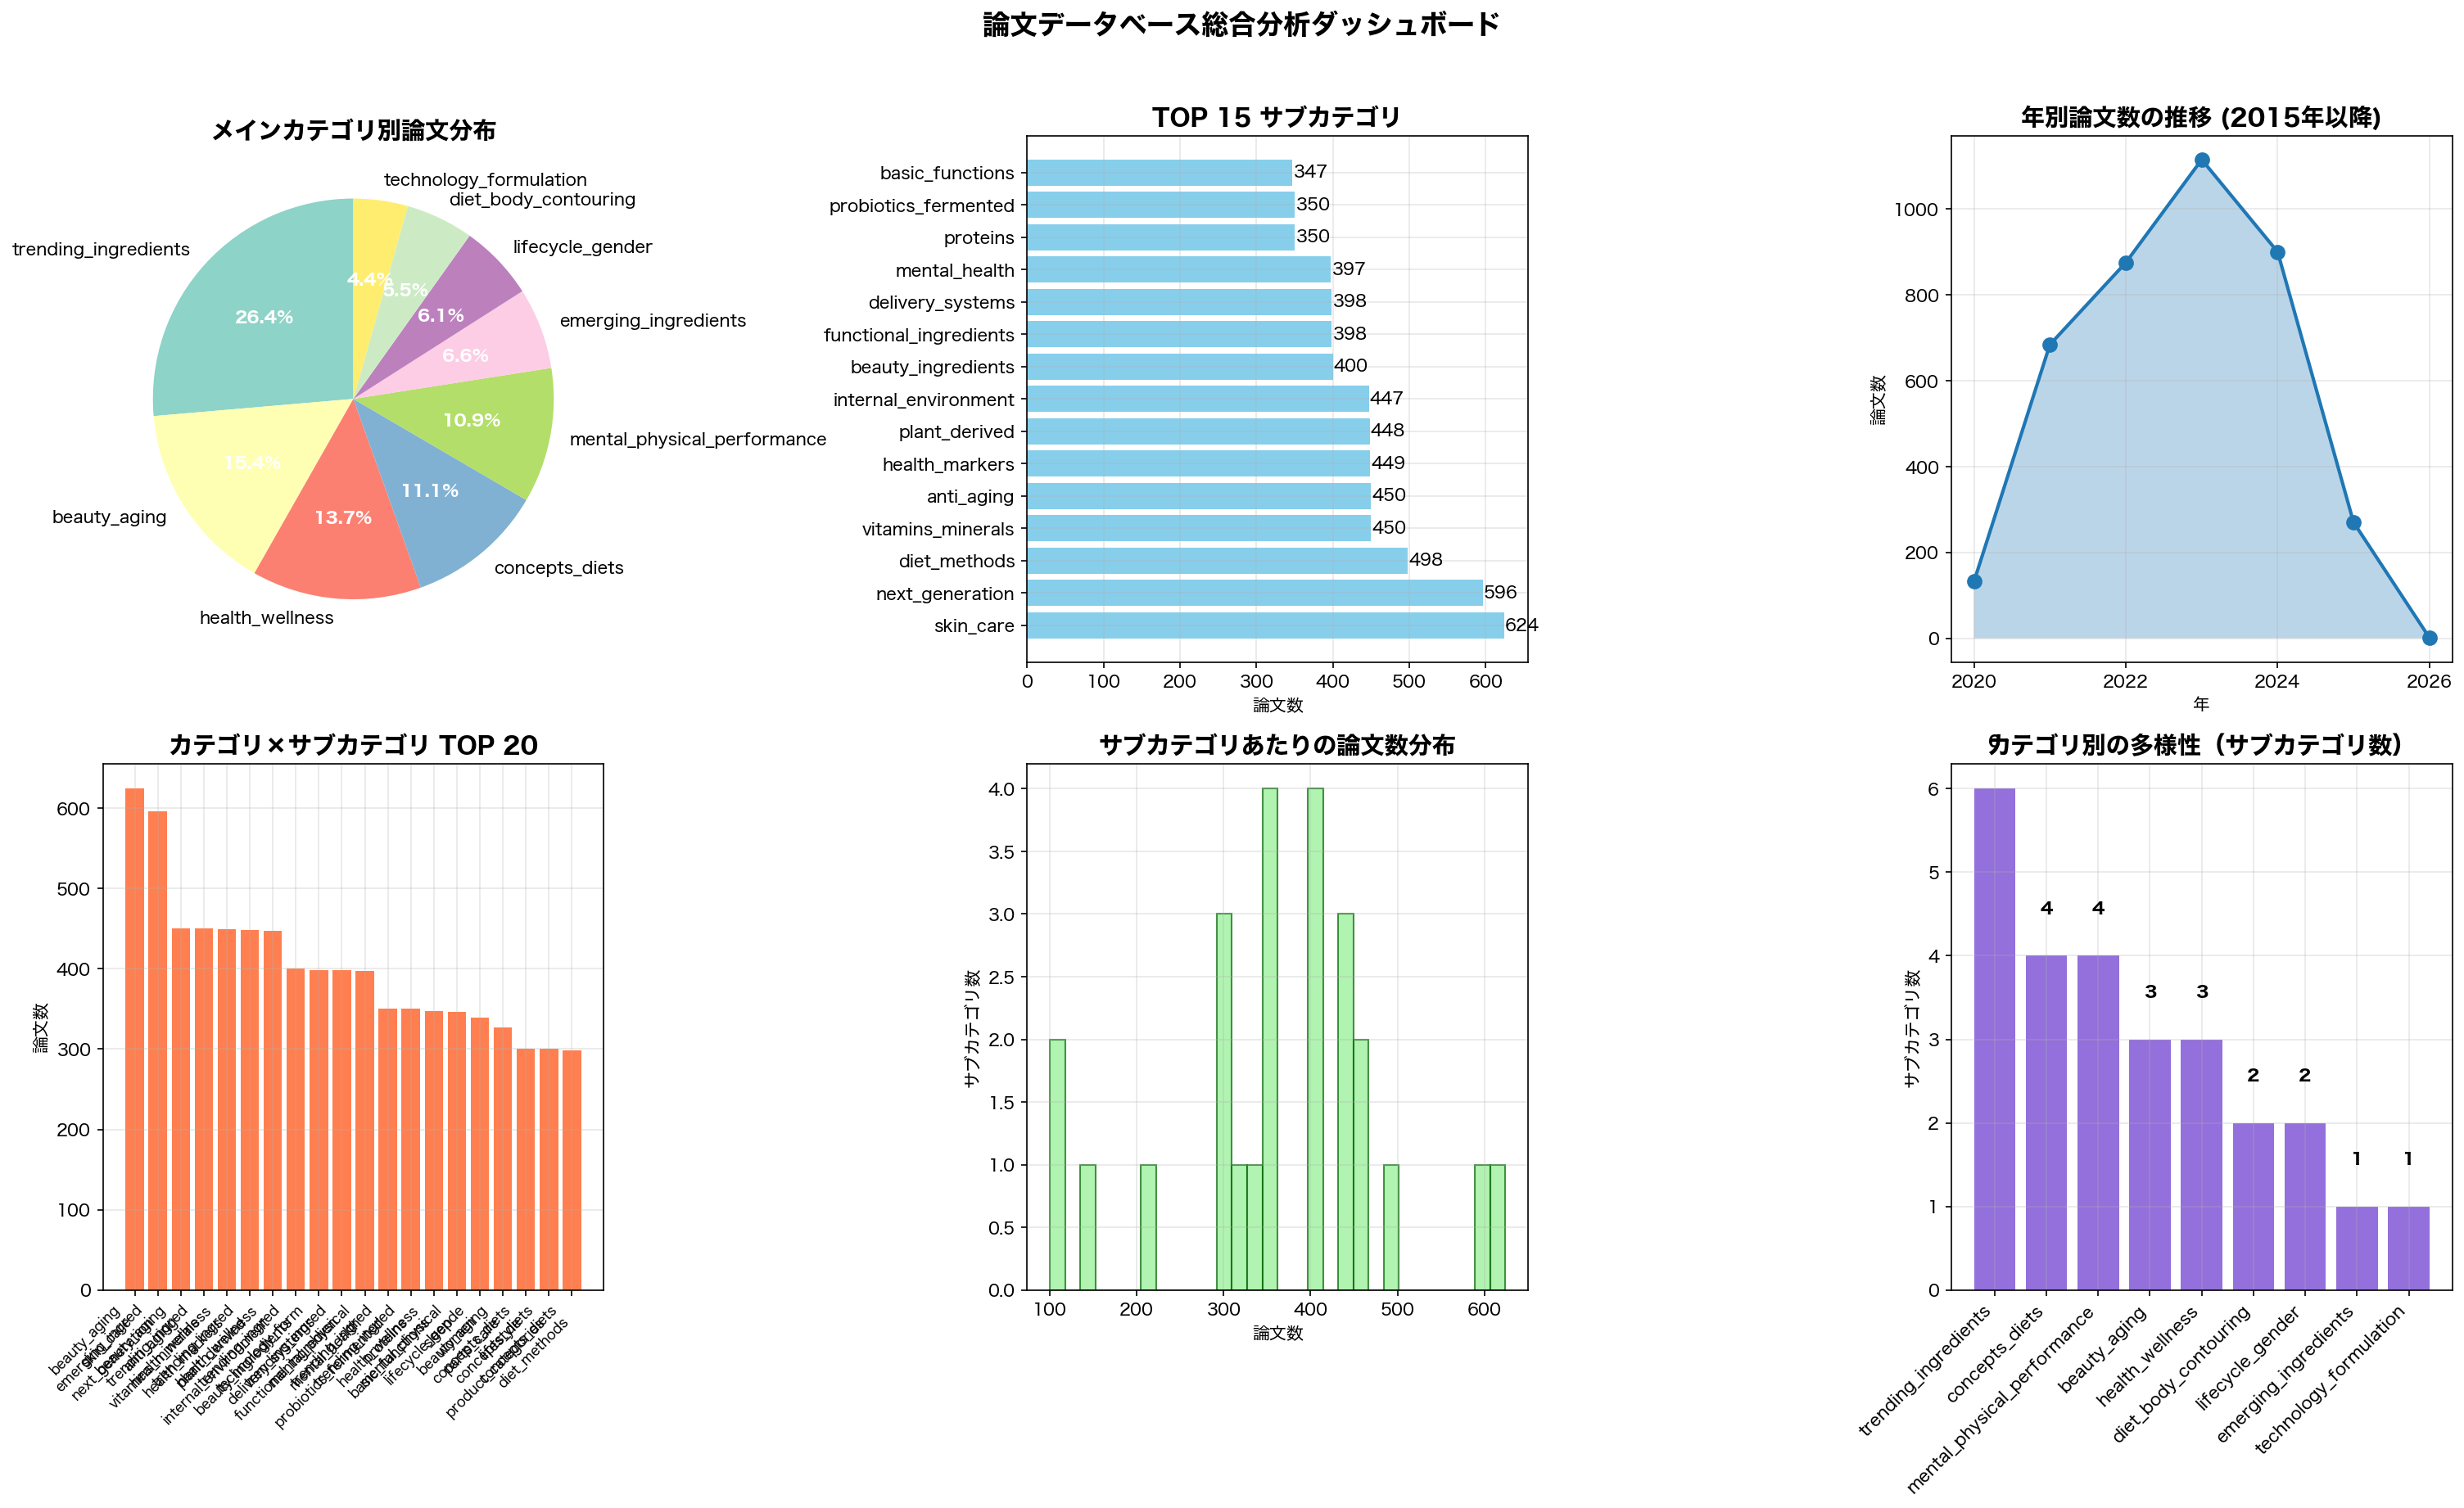 論文データベース総合分析ダッシュボード
メインカテゴリ別論文分布
technology_formulation
diet_body_contouring
lifecycle_gender
emerging_ingredients
mental_physical_performance
concepts_diets
health_wellness
beauty_aging
trending_ingredients
4.4%
5.5%
6.1%
6.6%
10.9%
11.1%
13.7%
15.4%
26.4%
TOP 15 サブカテゴリ
basic_functions 347
probiotics_fermented 350
proteins 350
mental_health 397
delivery_systems 398
functional_ingredients 398
beauty_ingredients 400
internal_environment 447
plant_derived 448
health_markers 449
anti_aging 450
vitamins_minerals 450
diet_methods 498
next_generation 596
skin_care 624
0 100 200 300 400 500 600
論文数
年別論文数の推移 (2015年以降)
論文数
1000
800
600
400
200
0
2020 2022 2024 2026
年
カテゴリ×サブカテゴリ TOP 20
論文数
600
500
400
300
200
100
0
beauty_aging
diet_methods
サブカテゴリあたりの論文数分布
サブカテゴリ数
4.0
3.5
3.0
2.5
2.0
1.5
1.0
0.5
0.0
100 200 300 400 500 600
論文数
カテゴリ別の多様性（サブカテゴリ数）
サブカテゴリ数
6
5
4
3
2
1
0
4 4 3 3 2 2 1 1
trending_ingredients
concepts_diets
mental_physical_performance
beauty_aging
health_wellness
diet_body_contouring
lifecycle_gender
emerging_ingredients
technology_formulation